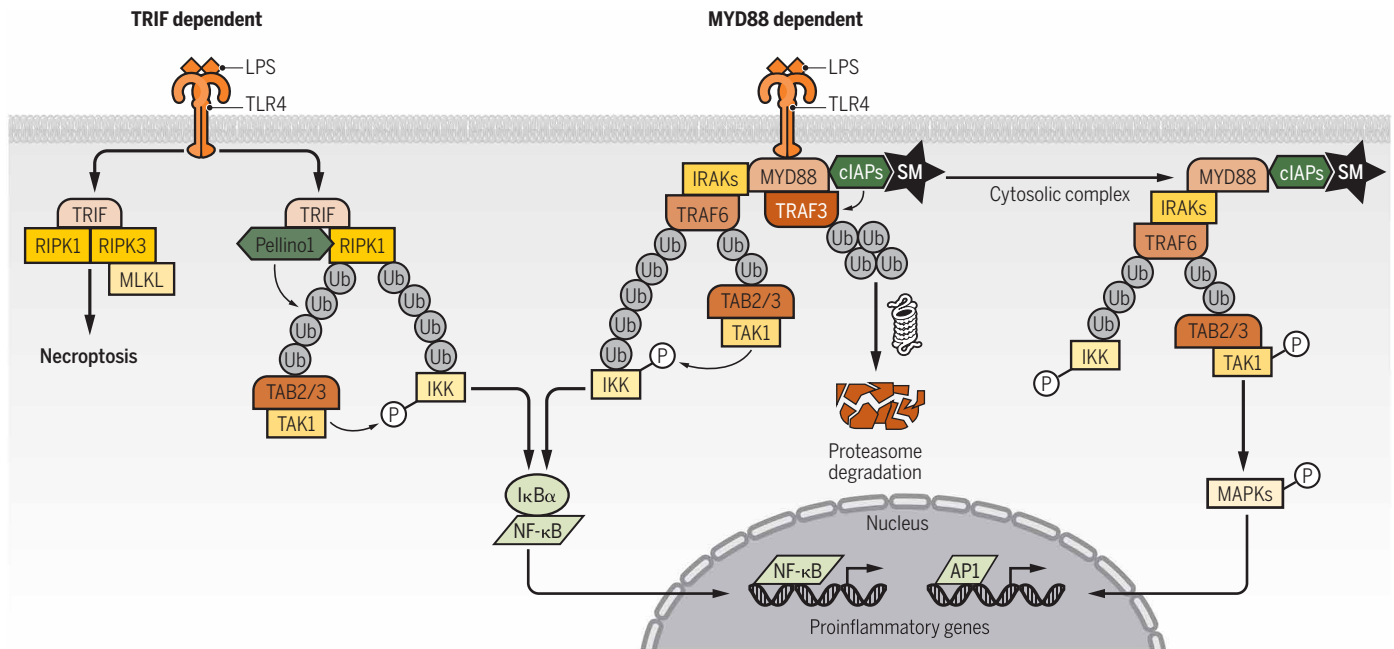 TRIF dependent
LPS
TLR4
TRIF
RIPK1
RIPK3
MLKL
Necroptosis
TRIF
Pellino1
RIPK1
Ub
Ub
Ub
Ub
TAB2/3
TAK1
Ub
Ub
Ub
Ub
IKK
P
IκBα
NF-κB
MYD88 dependent
LPS
TLR4
IRAKs
MYD88
cIAPs
SM
TRAF6
TRAF3
Ub
Ub
Ub
Ub
Ub
IKK
P
Ub
Ub
TAB2/3
TAK1
Ub
Ub
Ub
Ub
Proteasome
degradation
Cytosolic complex
MYD88
cIAPs
SM
IRAKs
TRAF6
Ub
Ub
Ub
IKK
P
Ub
Ub
TAB2/3
TAK1
P
MAPKs
P
Nucleus
NF-κB
AP1
Proinflammatory genes